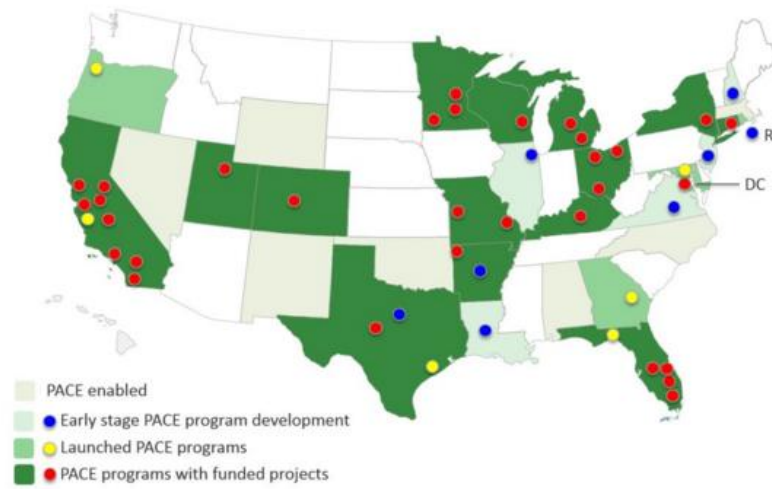 R
DC
PACE enabled
Early stage PACE program development
Launched PACE programs
PACE programs with funded projects